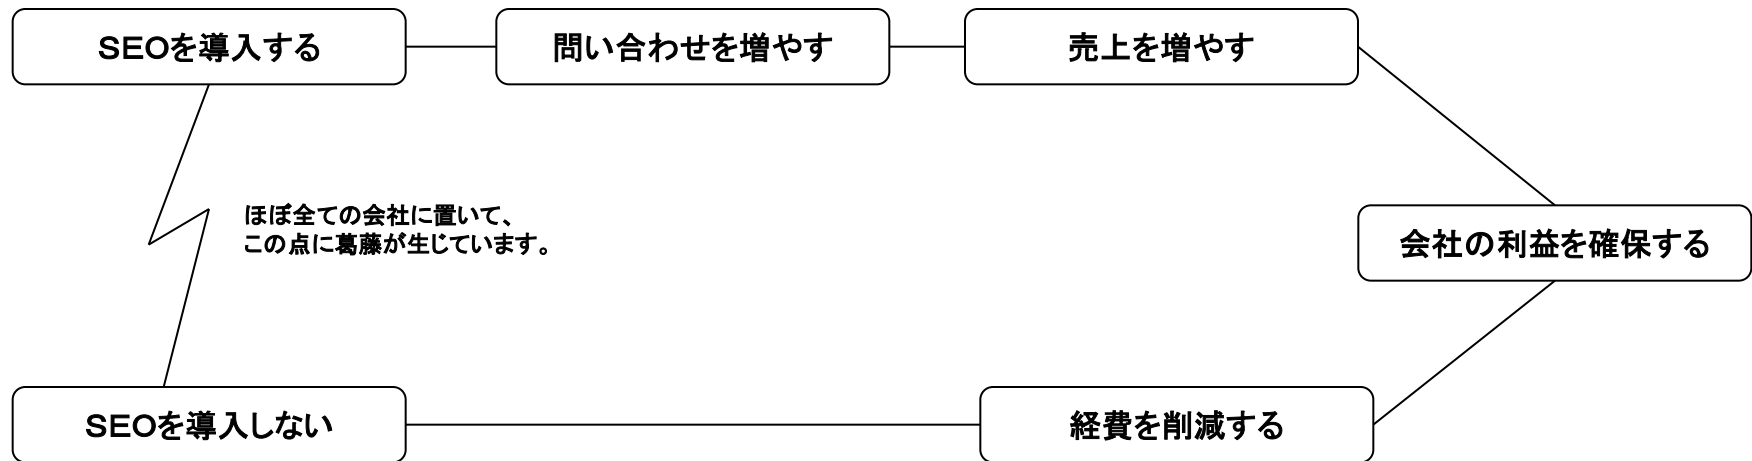 SEOを導入する
問い合わせを増やす
売上を増やす
ほぼ全ての会社に置いて、
この点に葛藤が生じています。
会社の利益を確保する
SEOを導入しない
経費を削減する